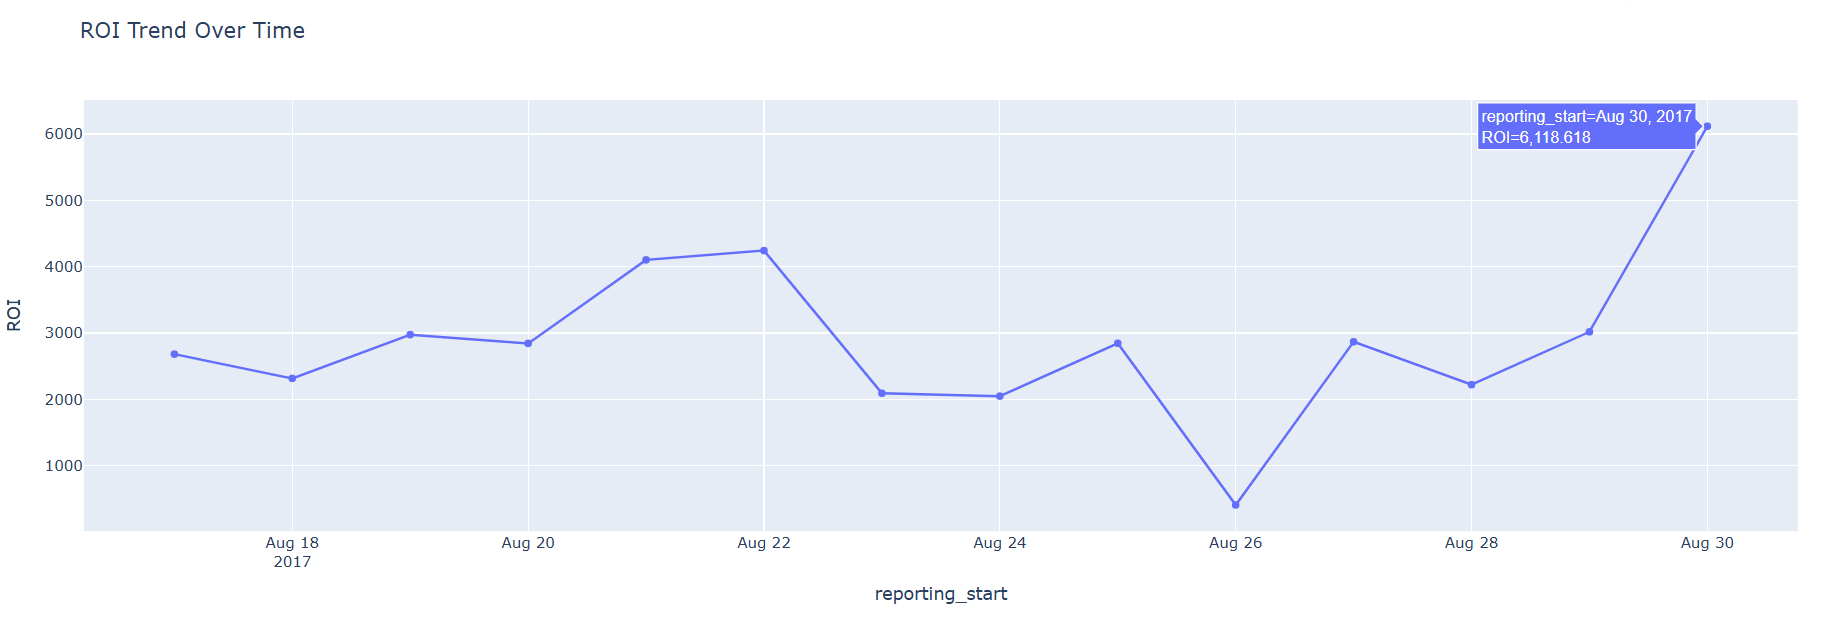 ROI Trend Over Time
reporting_start=Aug 30, 2017
ROI=6,118.618
6000
5000
4000
3000
2000
1000
ROI
Aug 18
2017
Aug 20
Aug 22
Aug 24
Aug 26
Aug 28
Aug 30
reporting_start